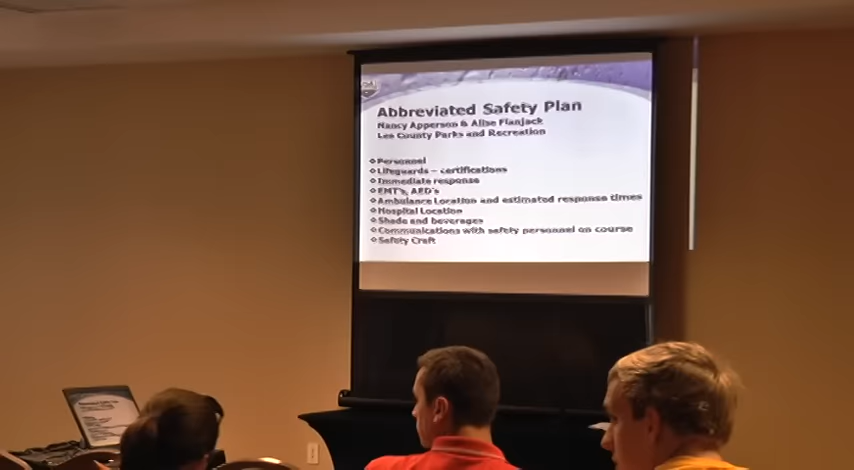 Abbreviated Safety Plan
Nancy Apperson & Alise Flanjack
Lee County Parks and Recreation
Personnel
Lifeguards – certifications
Immediate response
EMT's, AED's
Ambulance Location and estimated response times
Hospital Location
Shade and beverages
Communications with safety personnel on course
Safety Craft